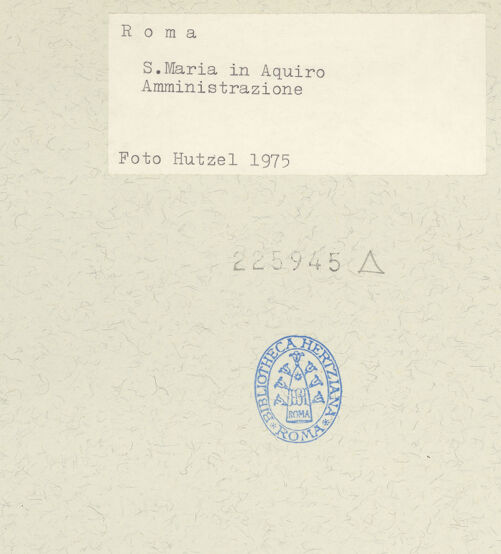 R o m a
S.Maria in Aquiro
Amministrazione
Foto Hutzel 1975
225945 △
BIBLIOTHECA HERTZIANA
ROMA
* ROMA *